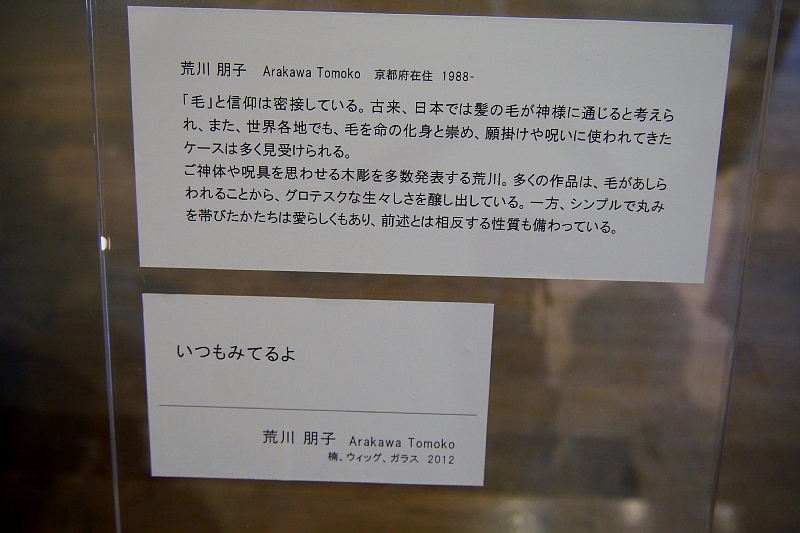 荒川 朋子 Arakawa Tomoko 京都府在住 1988-
「毛」と信仰は密接している。古来、日本では髪の毛が神様に通じると考えら
れ、また、世界各地でも、毛を命の化身と崇め、願掛けや呪いに使われてきた
ケースは多く見受けられる。
ご神体や呪具を思わせる木彫を多数発表する荒川。多くの作品は、毛があしら
われることから、グロテスクな生々しさを醸し出している。一方、シンプルで丸み
を帯びたかたちは愛らしくもあり、前述とは相反する性質も備わっている。
いつもみてるよ
荒川 朋子 Arakawa Tomoko
楠、ウィッグ、ガラス 2012